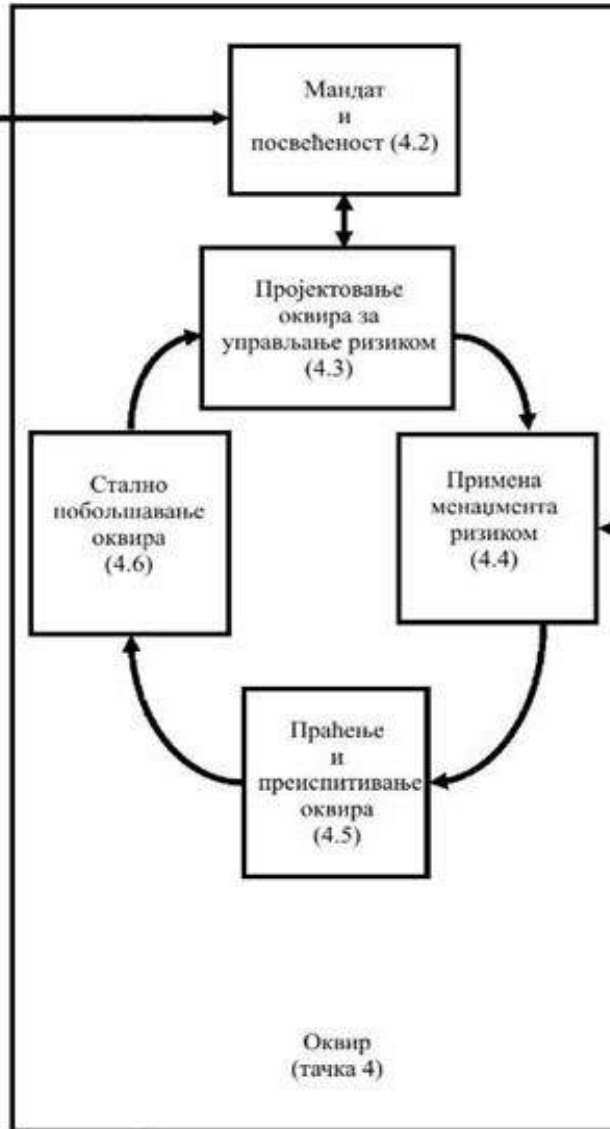 Мандат
и
посвећеност (4.2)
Пројектовање
оквира за
управљање ризиком
(4.3)
Примена
менаџмента
ризиком
(4.4)
Стално
побољшавање
оквира
(4.6)
Праћење
и
преиспитивање
оквира
(4.5)
Оквир
(тачка 4)